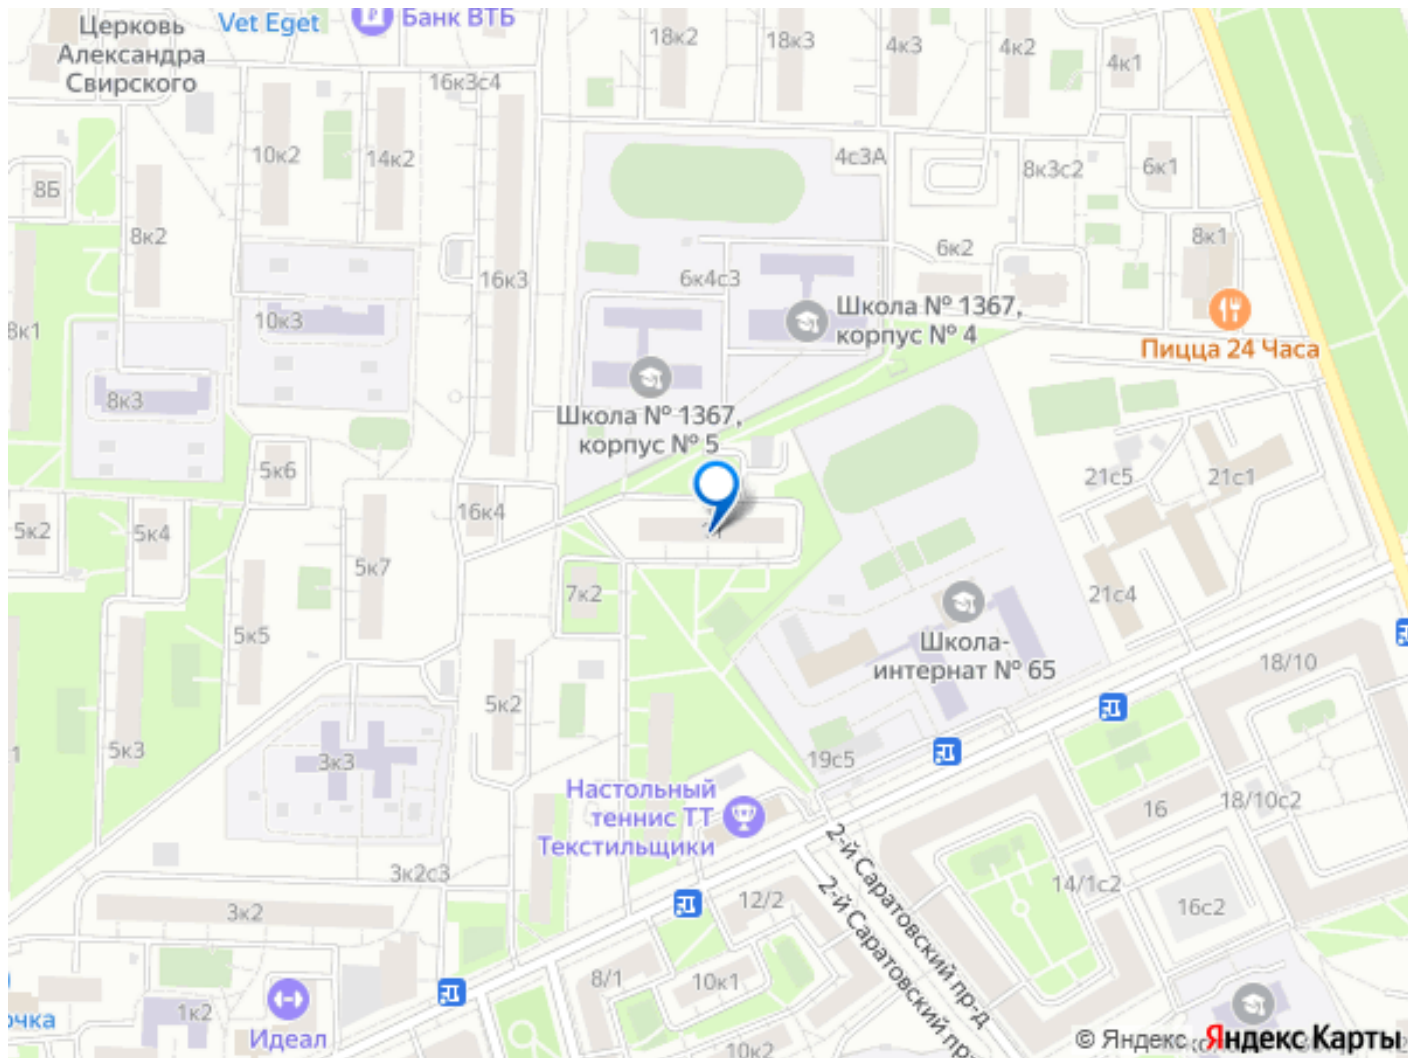 Церковь
Александра
Свирского
Vet Eget
Банк ВТБ
18к2
18к3
4к3
4к2
4к1
16к3с4
10к2
14к2
4с3А
8к3с2
6к1
8Б
8к2
8к1
6к2
16к3
6к4с3
10к3
8к1
Школа № 1367,
корпус № 4
Пицца 24 Часа
8к3
Школа № 1367,
корпус № 5
5к6
21с5
21с1
5к2
5к4
16к4
5к7
7к2
21с4
5к5
Школа-
интернат № 65
18/10
5к2
5к3
3к3
19с5
Настольный
теннис ТТ
Текстильщики
16
18/10с2
2-й Саратовский пр-д
2-й Саратовский пр-
3к2с3
14/1с2
12/2
16с2
3к2
8/1
10к1
1к2
очка
Идеал
10к2
© Яндекс
Яндекс Карты